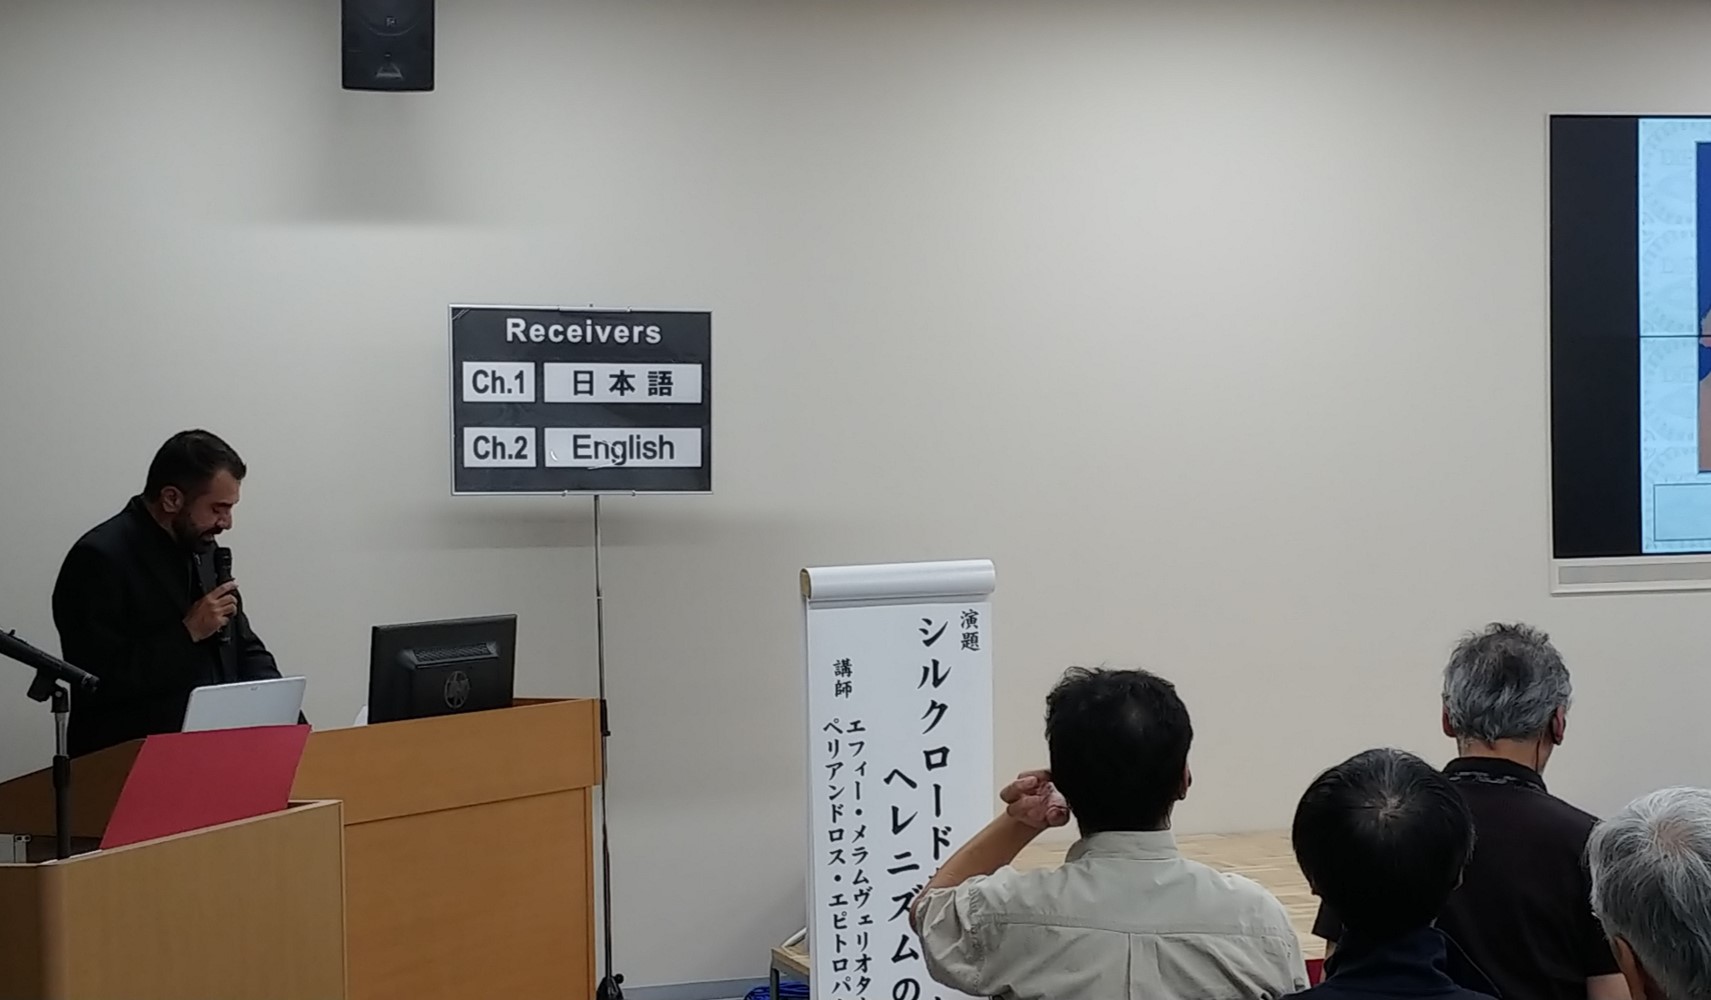 Receivers
Ch.1 日本語
Ch.2 English
演題
シルクロード
ヘレニズムの
講師
エフィー・メラムヴェリオタ
ペリアンドロス・エピトロパ